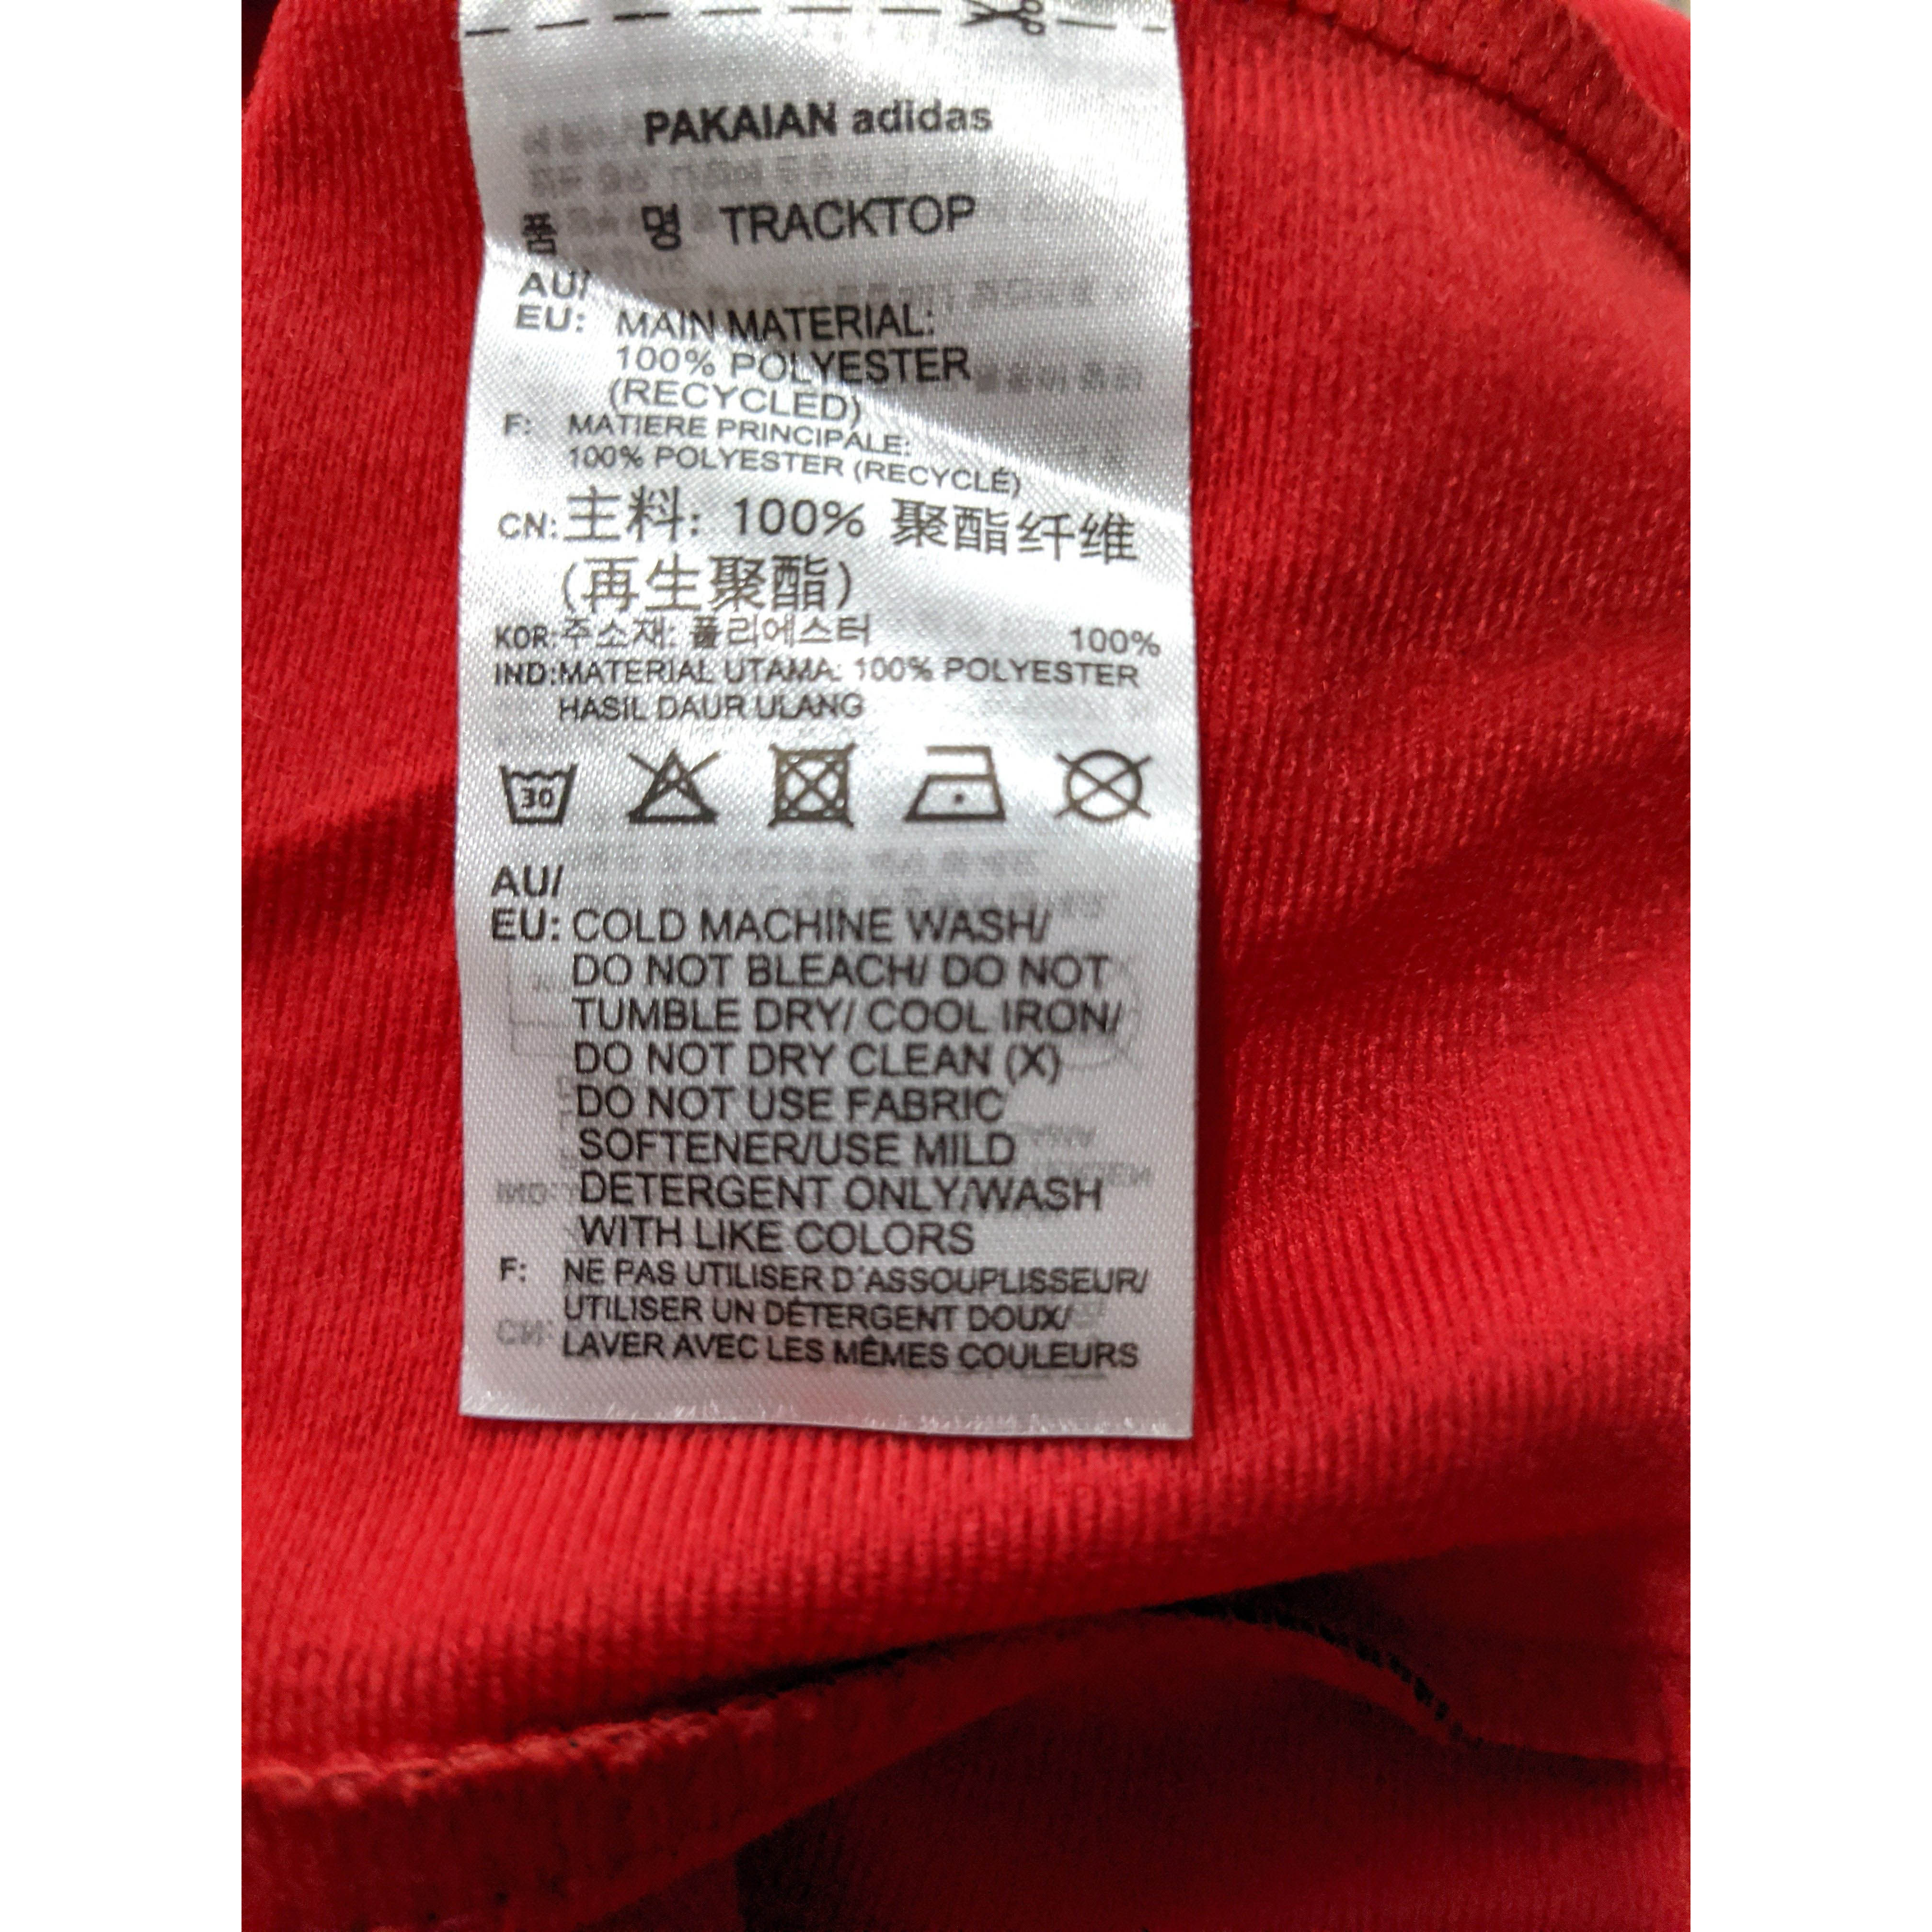 PAKAIAN adidas
품 명 TRACKTOP
AU/
EU: MAIN MATERIAL:
100% POLYESTER
(RECYCLED)
F: MATIERE PRINCIPALE:
100% POLYESTER (RECYCLÉ)
CN: 主料: 100% 聚酯纤维
(再生聚酯)
KOR: 주소재: 폴리에스터 100%
IND: MATERIAL UTAMA: 100% POLYESTER
HASIL DAUR ULANG
30
AU/
EU: COLD MACHINE WASH/
DO NOT BLEACH/ DO NOT
TUMBLE DRY/ COOL IRON/
DO NOT DRY CLEAN (X)
DO NOT USE FABRIC
SOFTENER/USE MILD
DETERGENT ONLY/WASH
WITH LIKE COLORS
F: NE PAS UTILISER D'ASSOUPLISSEUR/
UTILISER UN DÉTERGENT DOUX/
LAVER AVEC LES MÊMES COULEURS